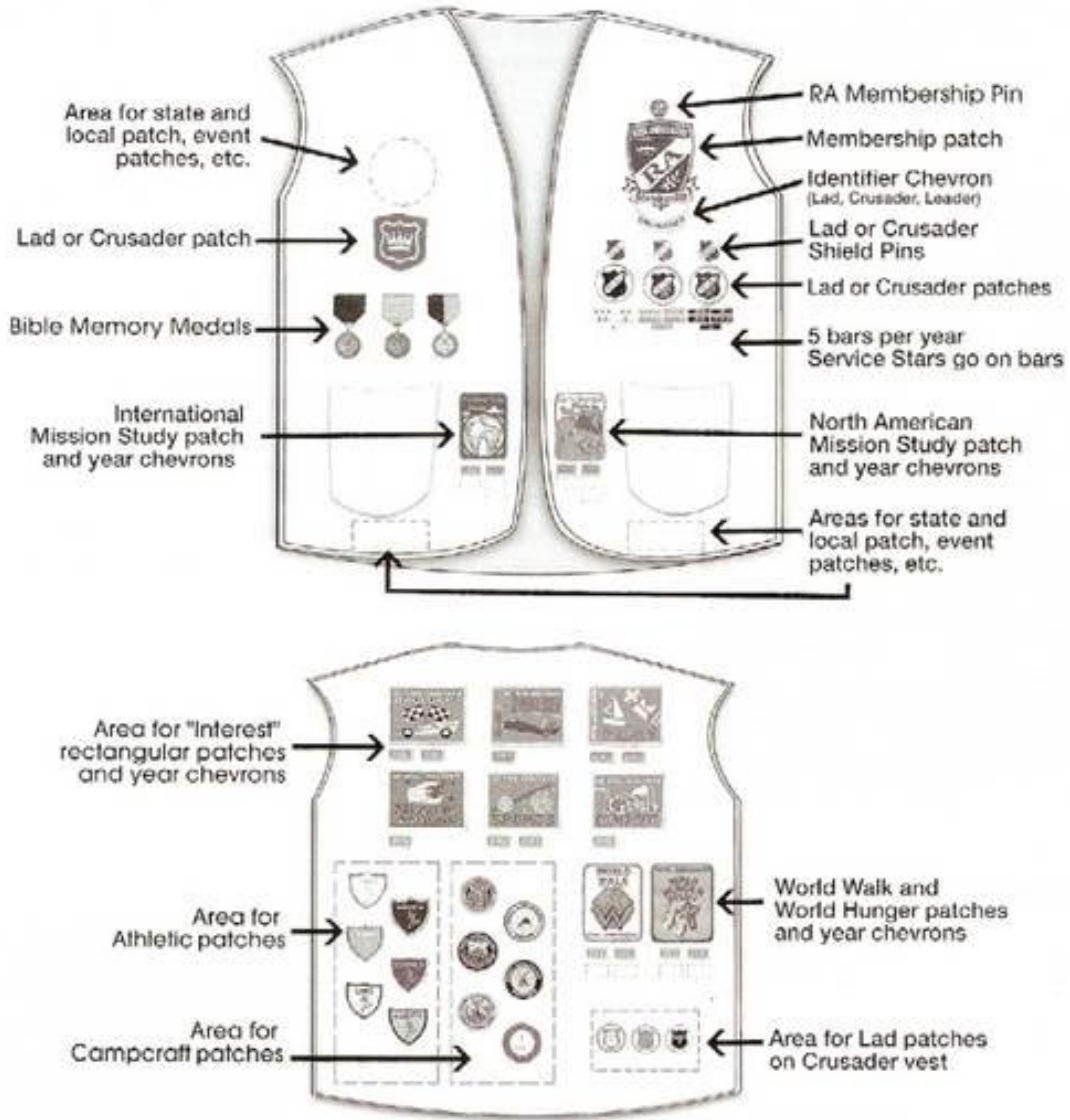 Area for state and
local patch, event
patches, etc.
Lad or Crusader patch
Bible Memory Medals
International
Mission Study patch
and year chevrons
RA Membership Pin
Membership patch
Identifier Chevron
(Lad, Crusader, Leader)
Lad or Crusader
Shield Pins
Lad or Crusader patches
5 bars per year
Service Stars go on bars
North American
Mission Study patch
and year chevrons
Areas for state and
local patch, event
patches, etc.
RA
Area for "Interest"
rectangular patches
and year chevrons
Area for
Athletic patches
Area for
Campcraft patches
WORLD
WALK
World Walk and
World Hunger patches
and year chevrons
Area for Lad patches
on Crusader vest